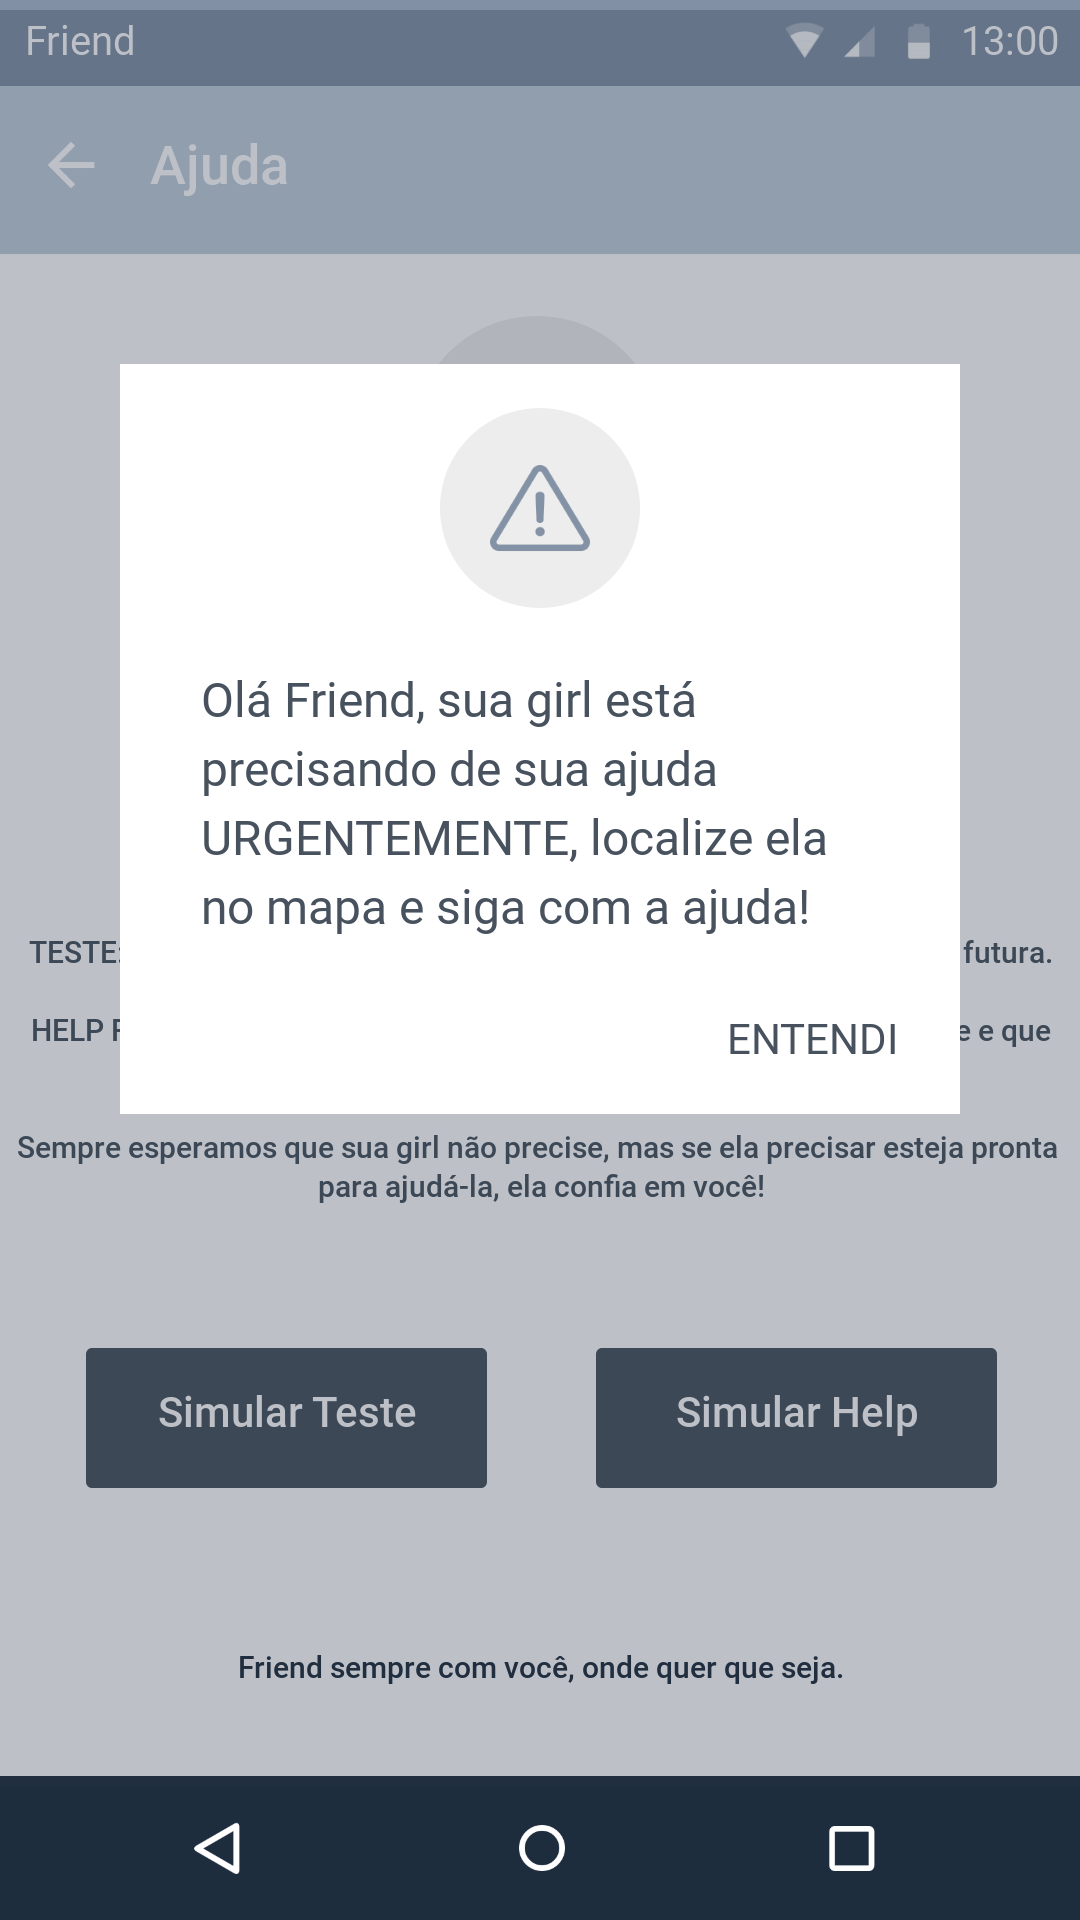 Friend 13:00
Ajuda
Olá Friend, sua girl está
precisando de sua ajuda
URGENTEMENTE, localize ela
no mapa e siga com a ajuda!
TESTE: futura.
HELP e que
ENTENDI
Sempre esperamos que sua girl não precise, mas se ela precisar esteja pronta
para ajudá-la, ela confia em você!
Simular Teste Simular Help
Friend sempre com você, onde quer que seja.